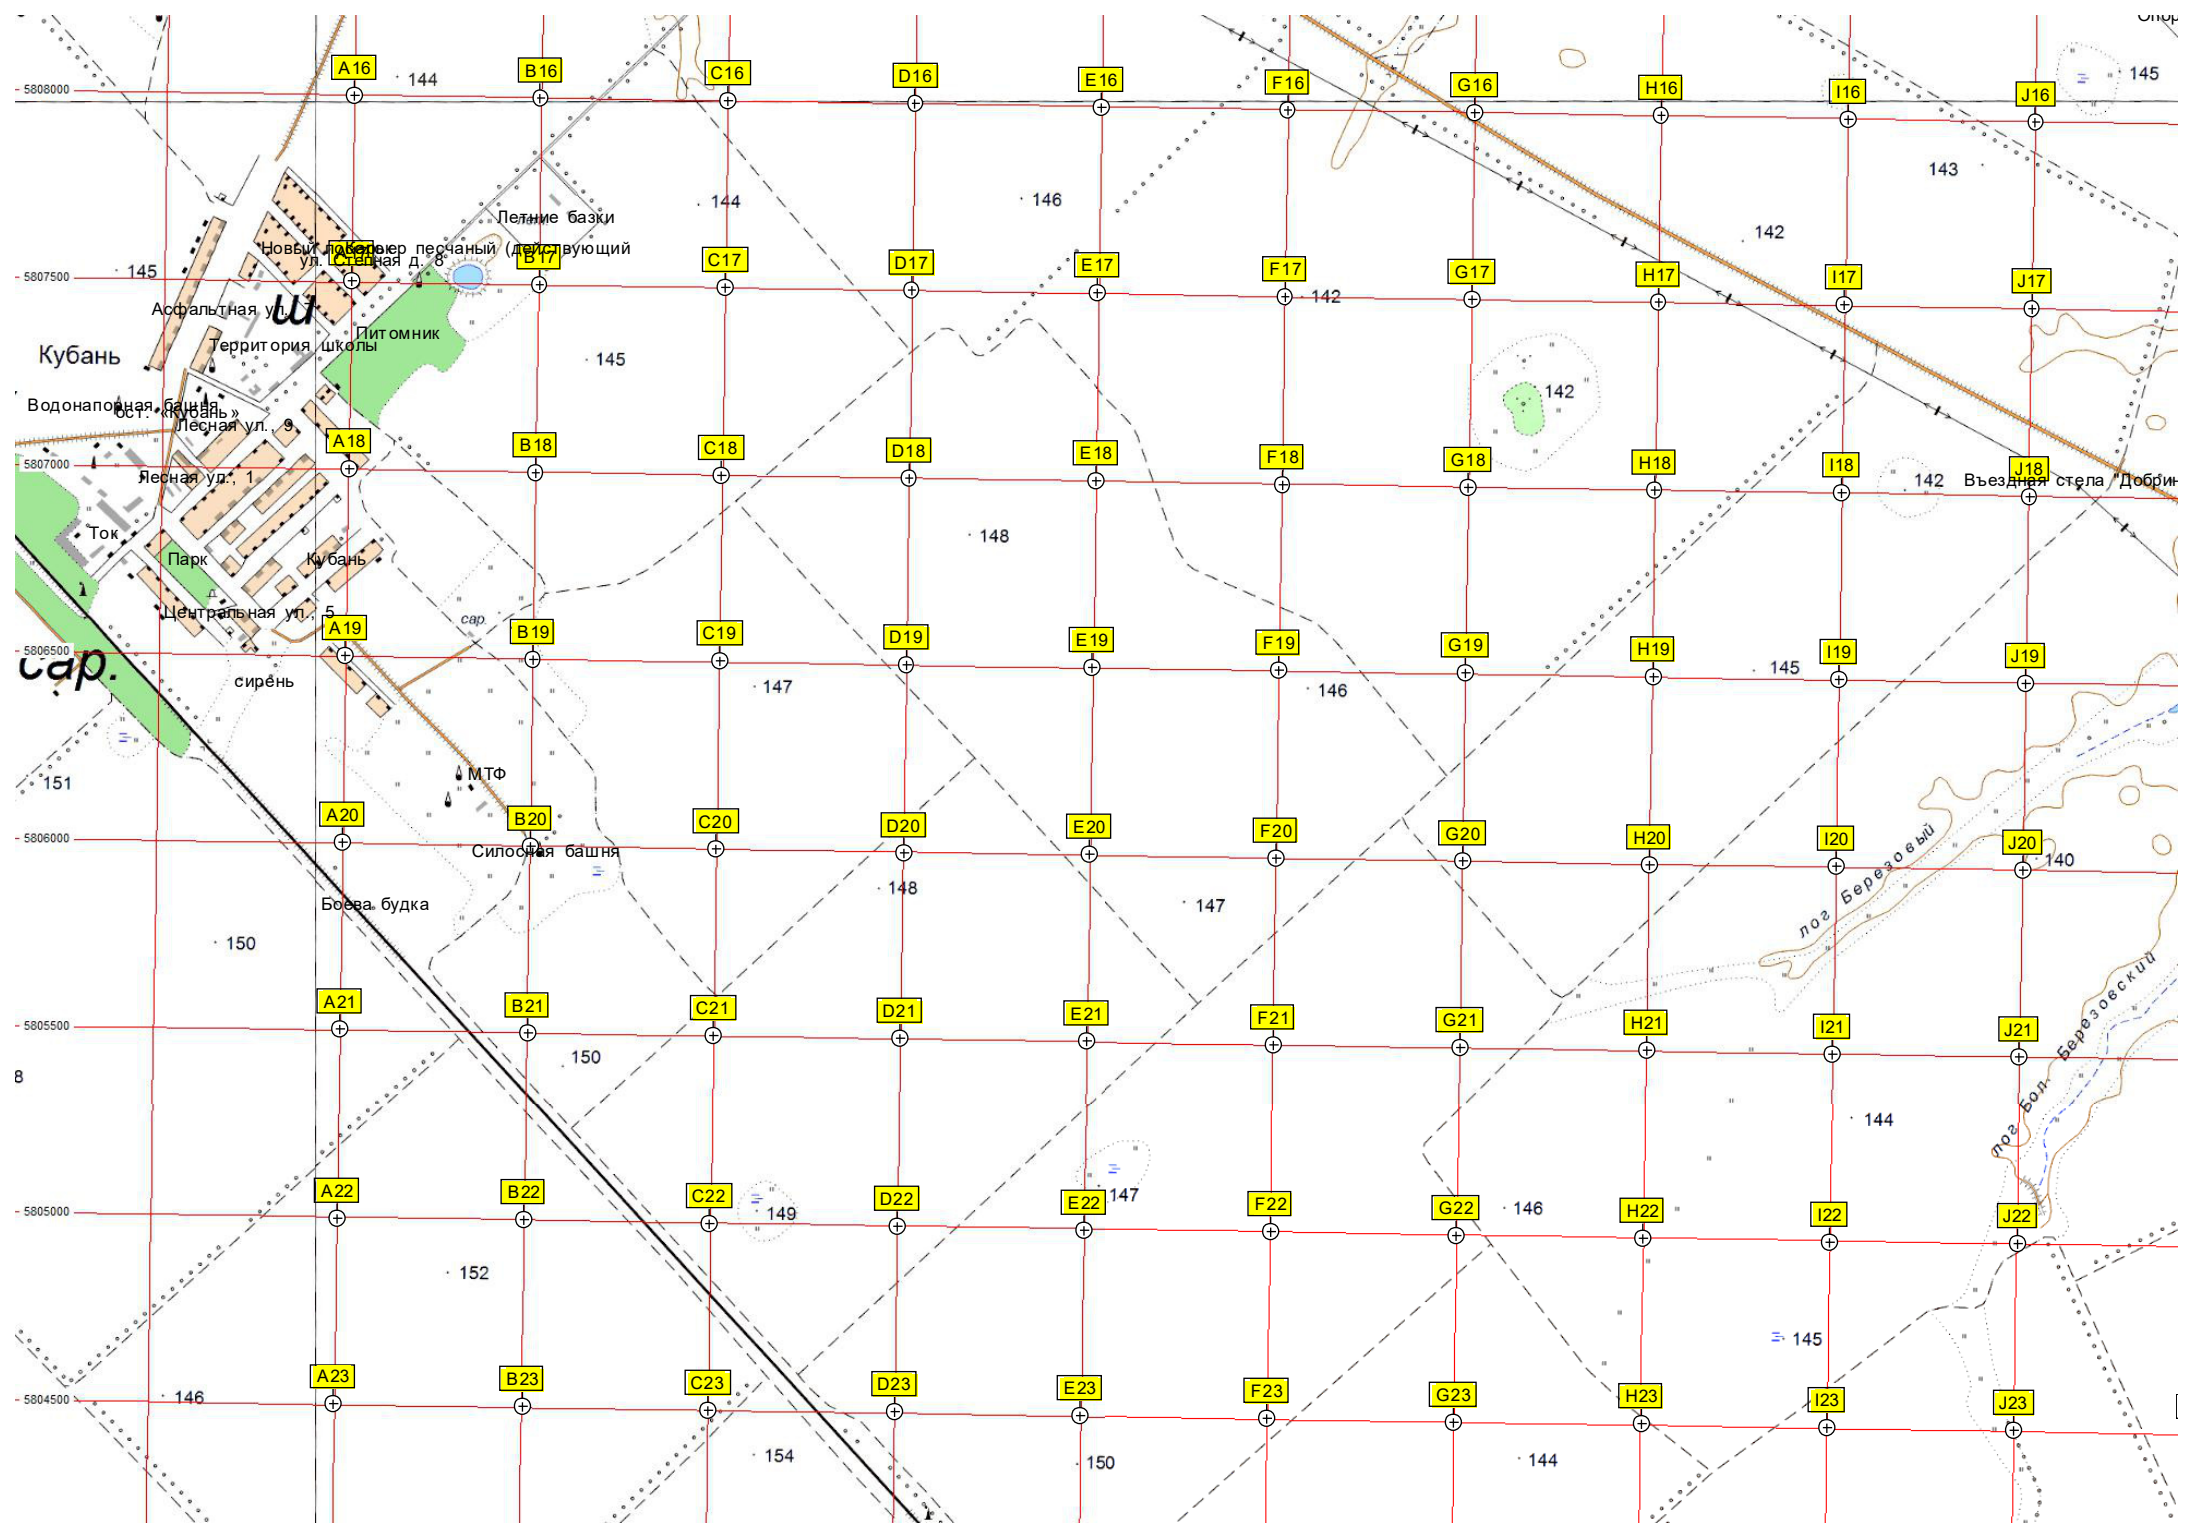 Опор
A16
144
B16
C16
D16
E16
F16
G16
H16
I16
J16
145
5808000
143
144
146
Летние базки
142
Новый
Карьер песчаный (действующий
ул. Степная д. 8
B17
C17
D17
E17
F17
G17
H17
I17
J17
145
5807500
142
Асфальтная ул., 7
Ш
Питомник
Территория школы
Кубань
145
142
Водонапорная башня
ост. «Кубань»
Лесная ул., 9
A18
B18
C18
D18
E18
F18
G18
H18
I18
J18
5807000
Лесная ул., 1
142
Въездная стела "Добрин
Ток
148
Парк
Кубань
Центральная ул., 5
сар.
A19
B19
C19
D19
E19
F19
G19
H19
I19
J19
5806500
сар.
сирень
147
146
145
МТФ
151
A20
B20
C20
D20
E20
F20
G20
H20
I20
J20
5806000
Силосная башня
140
лог Березовый
148
147
Боева будка
150
лог Бол. Березовский
A21
B21
C21
D21
E21
F21
G21
H21
I21
J21
5805500
150
8
144
A22
B22
C22
D22
E22
F22
G22
H22
I22
J22
5805000
149
147
146
152
145
A23
B23
C23
D23
E23
F23
G23
H23
I23
J23
5804500
146
154
150
144